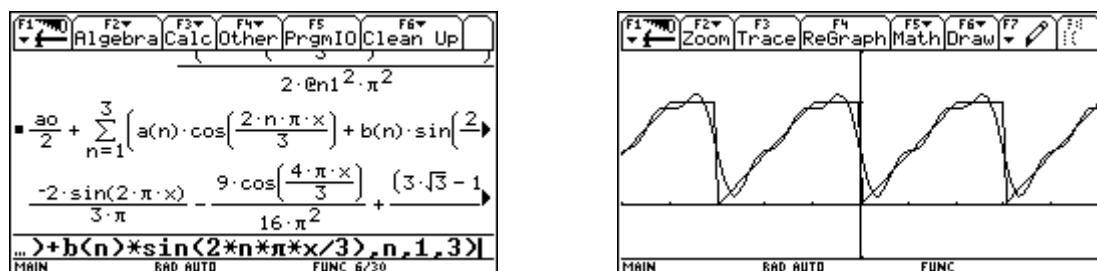 F1 F2 F3 F4 F5 F6
Algebra Calc Other PrgmIO Clean Up
3
2·@n1²·π²
ao/2 + Σ(a(n)·cos(2·n·π·x/3) + b(n)·sin(2
3
n=1
-2·sin(2·π·x)/3·π - 9·cos(4·π·x/3)/16·π² + (3·√3 - 1
…)+b(n)*sin(2*n*π*x/3),n,1,3)
MAIN RAD AUTO FUNC 6/30
F1 F2 F3 F4 F5 F6 F7
Zoom Trace ReGraph Math Draw
MAIN RAD AUTO FUNC